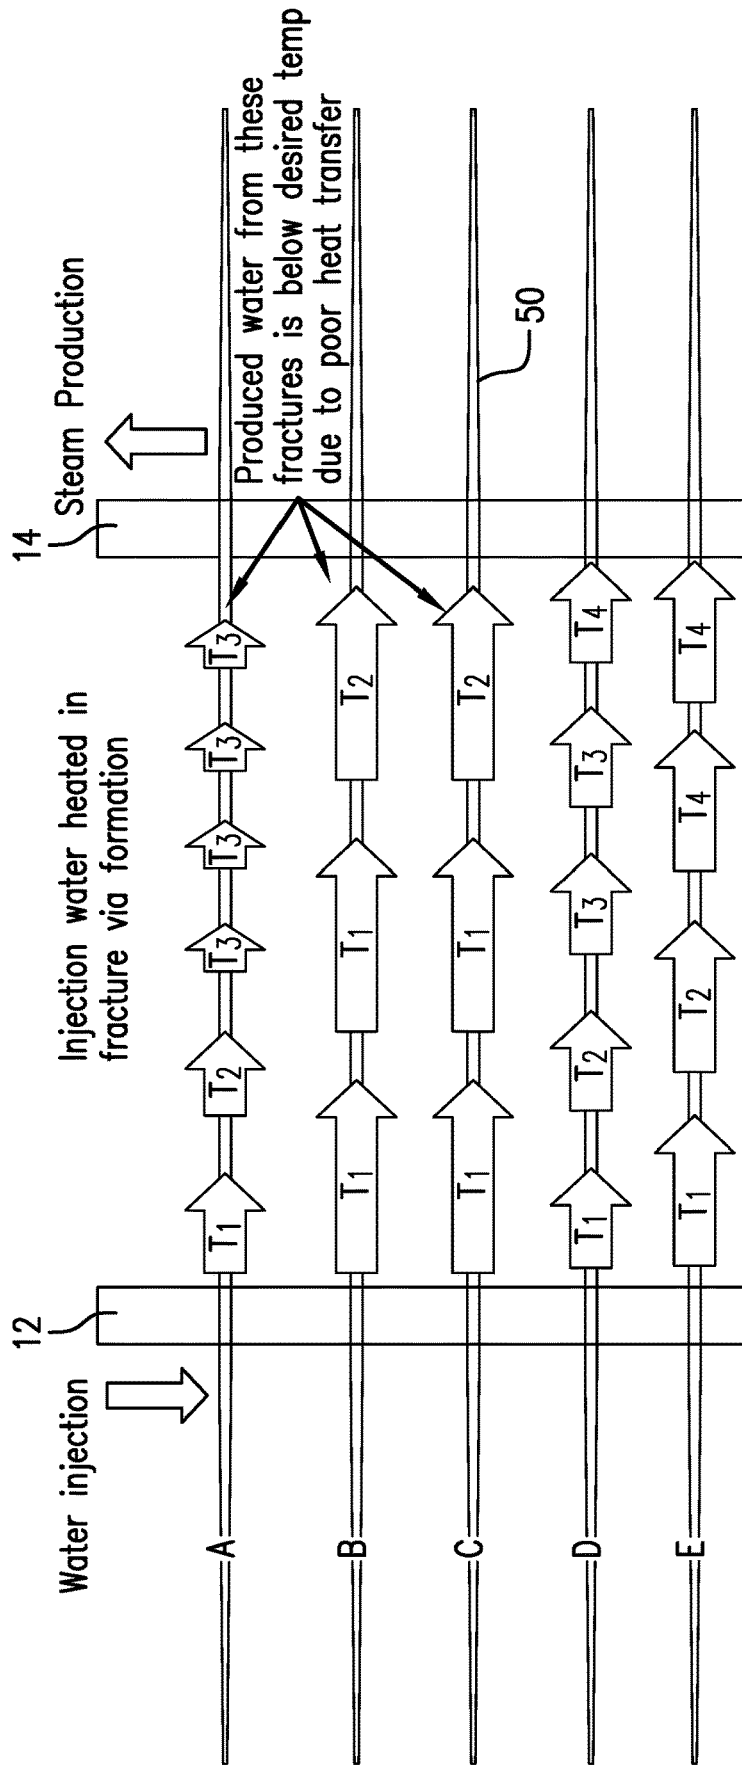 Water injection
12
Injection water heated in
fracture via formation
14
Steam Production
Produced water from these
fractures is below desired temp
due to poor heat transfer
A
T1
T2
T3
T3
T3
T3
B
T1
T1
T2
C
T1
T1
T2
50
D
T1
T2
T3
T3
T4
E
T1
T2
T4
T4